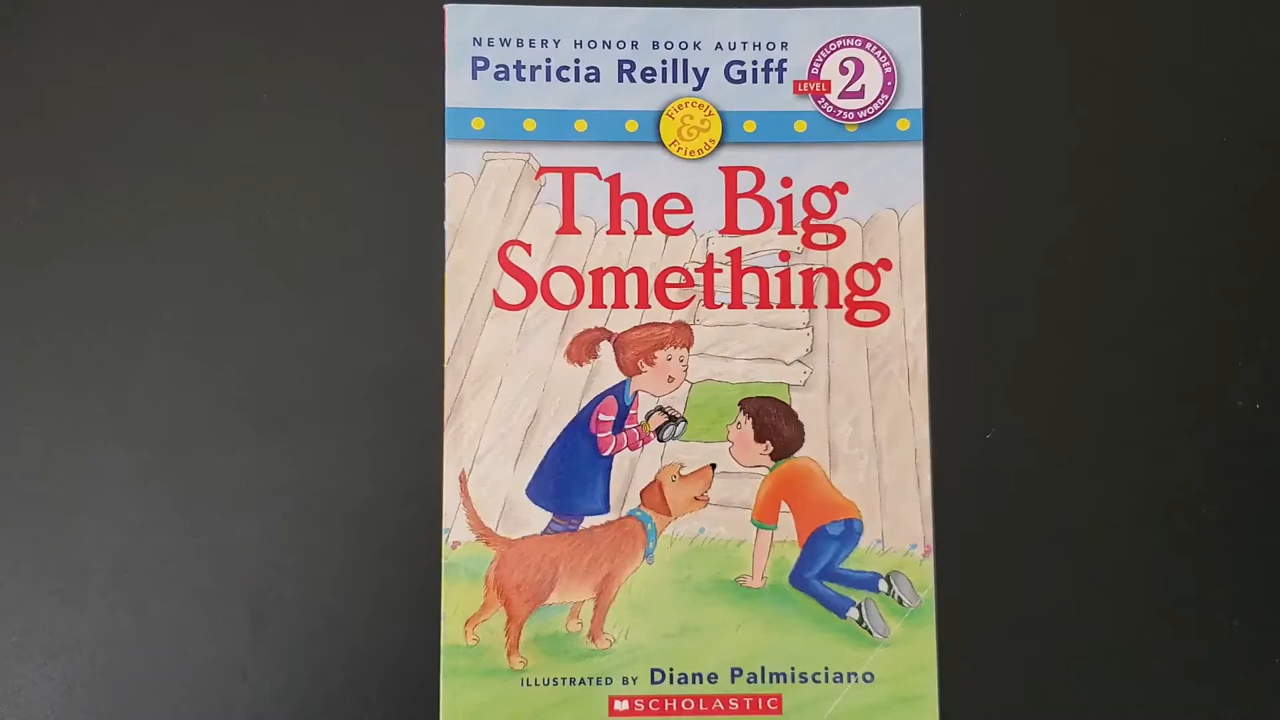 NEWBERY HONOR BOOK AUTHOR
Patricia Reilly Giff
DEVELOPING READER
LEVEL 2
250-750 WORDS
Fiercely
&
Friends
The Big
Something
ILLUSTRATED BY Diane Palmisciano
SCHOLASTIC